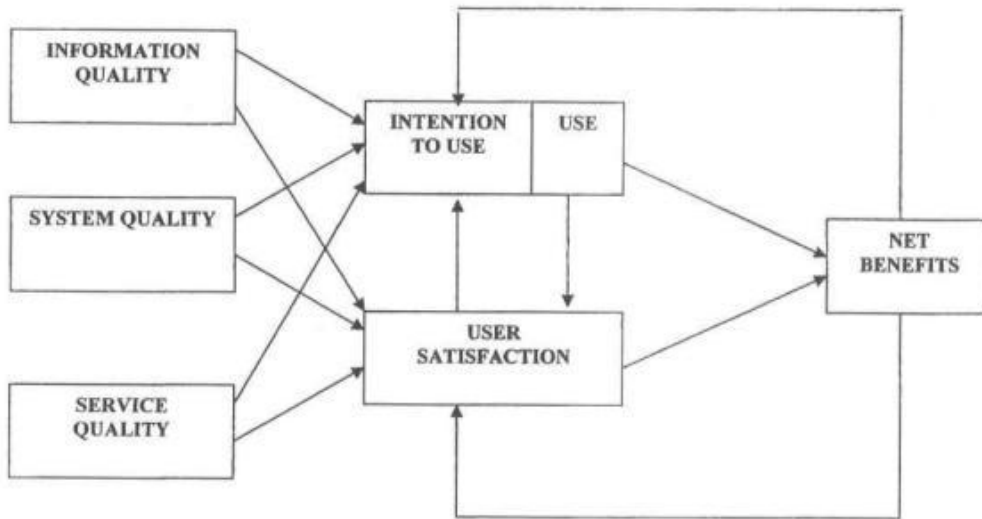 INFORMATION
QUALITY
INTENTION
TO USE
USE
SYSTEM QUALITY
NET
BENEFITS
USER
SATISFACTION
SERVICE
QUALITY